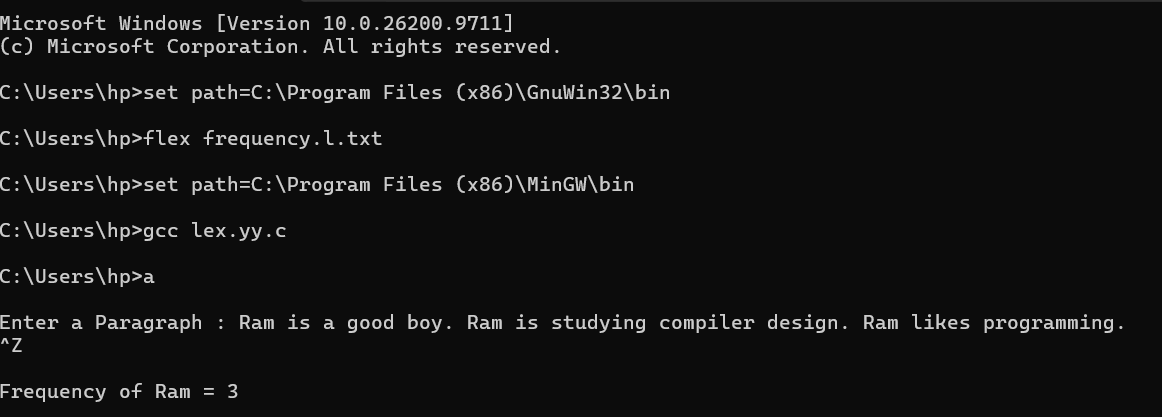 Microsoft Windows [Version 10.0.26200.9711]
(c) Microsoft Corporation. All rights reserved.
C:\Users\hp>set path=C:\Program Files (x86)\GnuWin32\bin
C:\Users\hp>flex frequency.l.txt
C:\Users\hp>set path=C:\Program Files (x86)\MinGW\bin
C:\Users\hp>gcc lex.yy.c
C:\Users\hp>a
Enter a Paragraph : Ram is a good boy. Ram is studying compiler design. Ram likes programming.
^Z
Frequency of Ram = 3